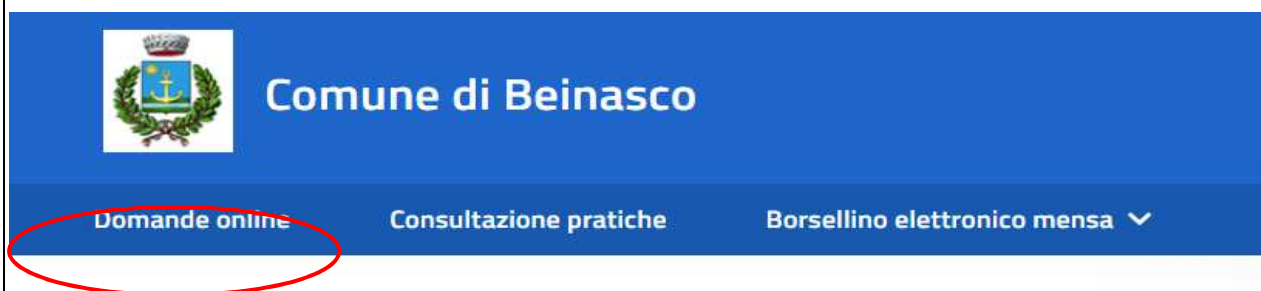 Comune di Beinasco
Domande online Consultazione pratiche Borsellino elettronico mensa